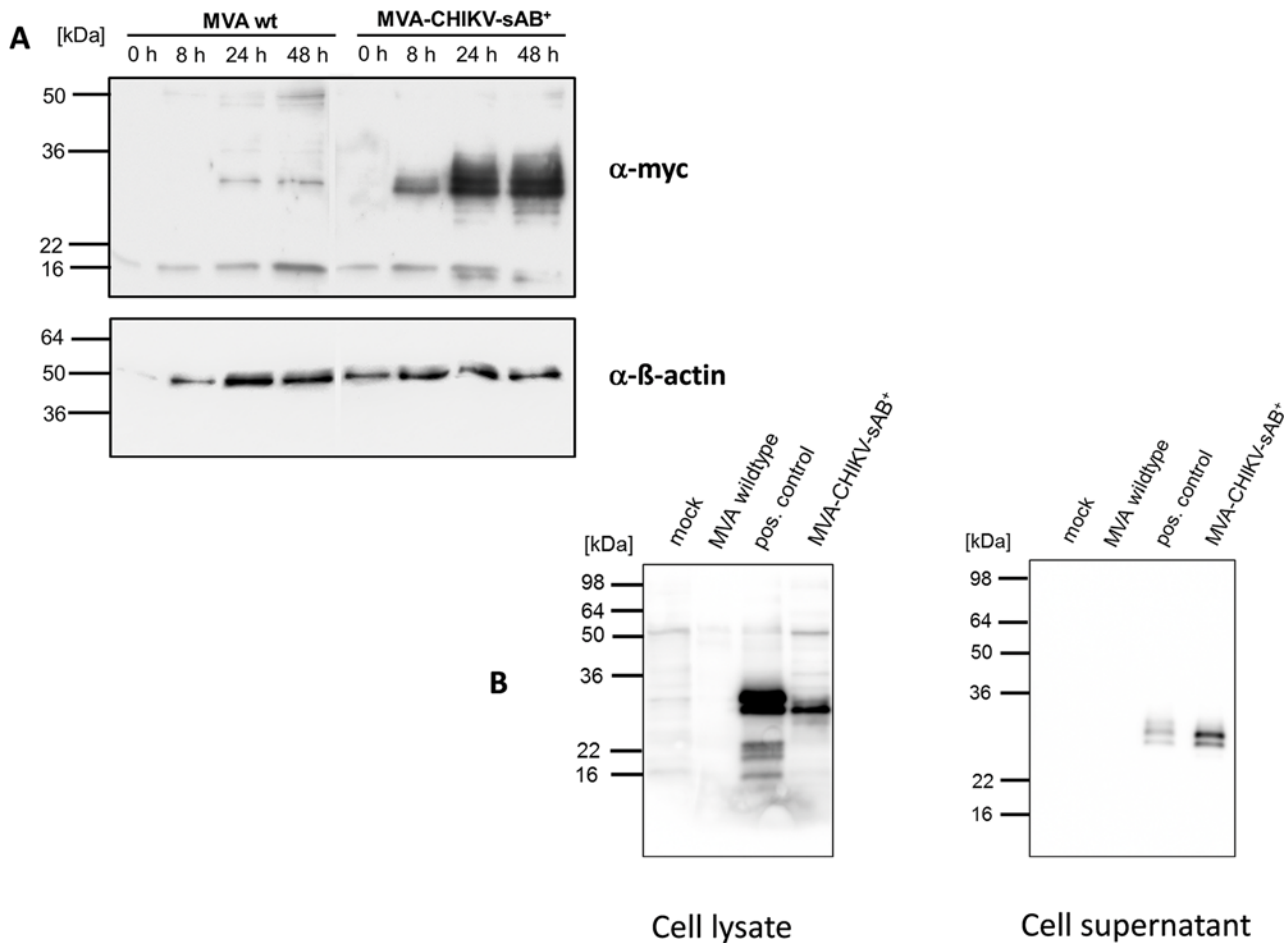 A
[kDa]
MVA wt
MVA-CHIKV-sAB⁺
0 h 8 h 24 h 48 h 0 h 8 h 24 h 48 h
50
36
22
16
α-myc
64
50
36
α-ß-actin
B
[kDa]
mock
MVA wildtype
pos. control
MVA-CHIKV-sAB⁺
98
64
50
36
22
16
Cell lysate
[kDa]
mock
MVA wildtype
pos. control
MVA-CHIKV-sAB⁺
98
64
50
36
22
16
Cell supernatant